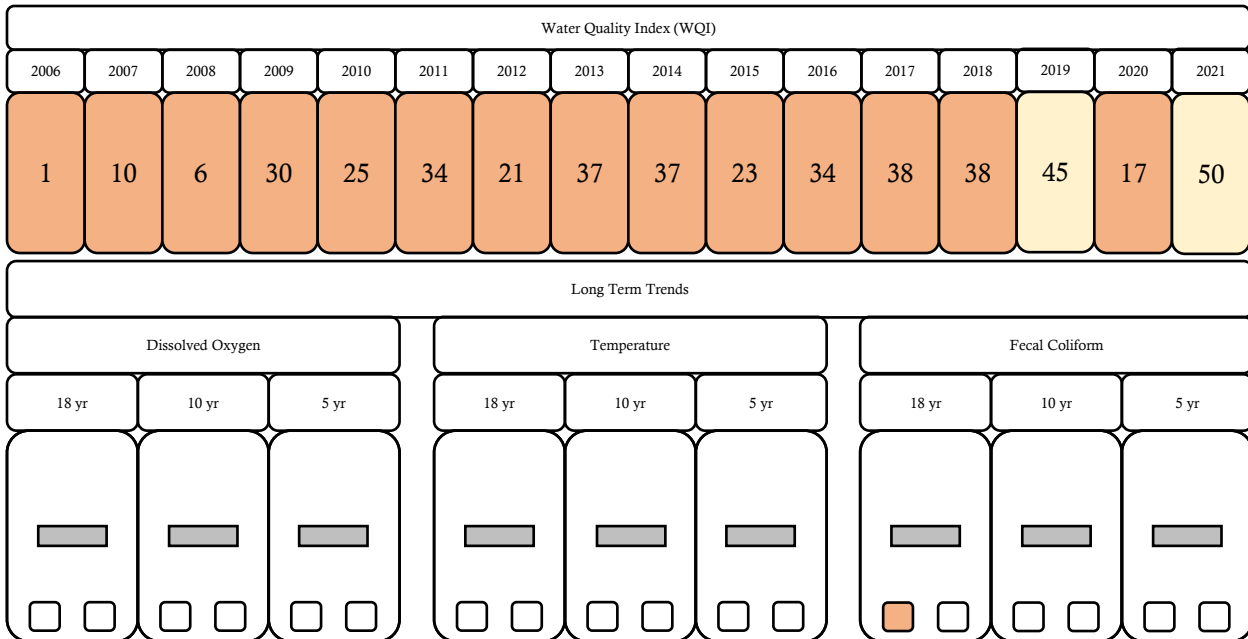 Water Quality Index (WQI)
2006 2007 2008 2009 2010 2011 2012 2013 2014 2015 2016 2017 2018 2019 2020 2021
1 10 6 30 25 34 21 37 37 23 34 38 38 45 17 50
Long Term Trends
Dissolved Oxygen Temperature Fecal Coliform
18 yr 10 yr 5 yr 18 yr 10 yr 5 yr 18 yr 10 yr 5 yr